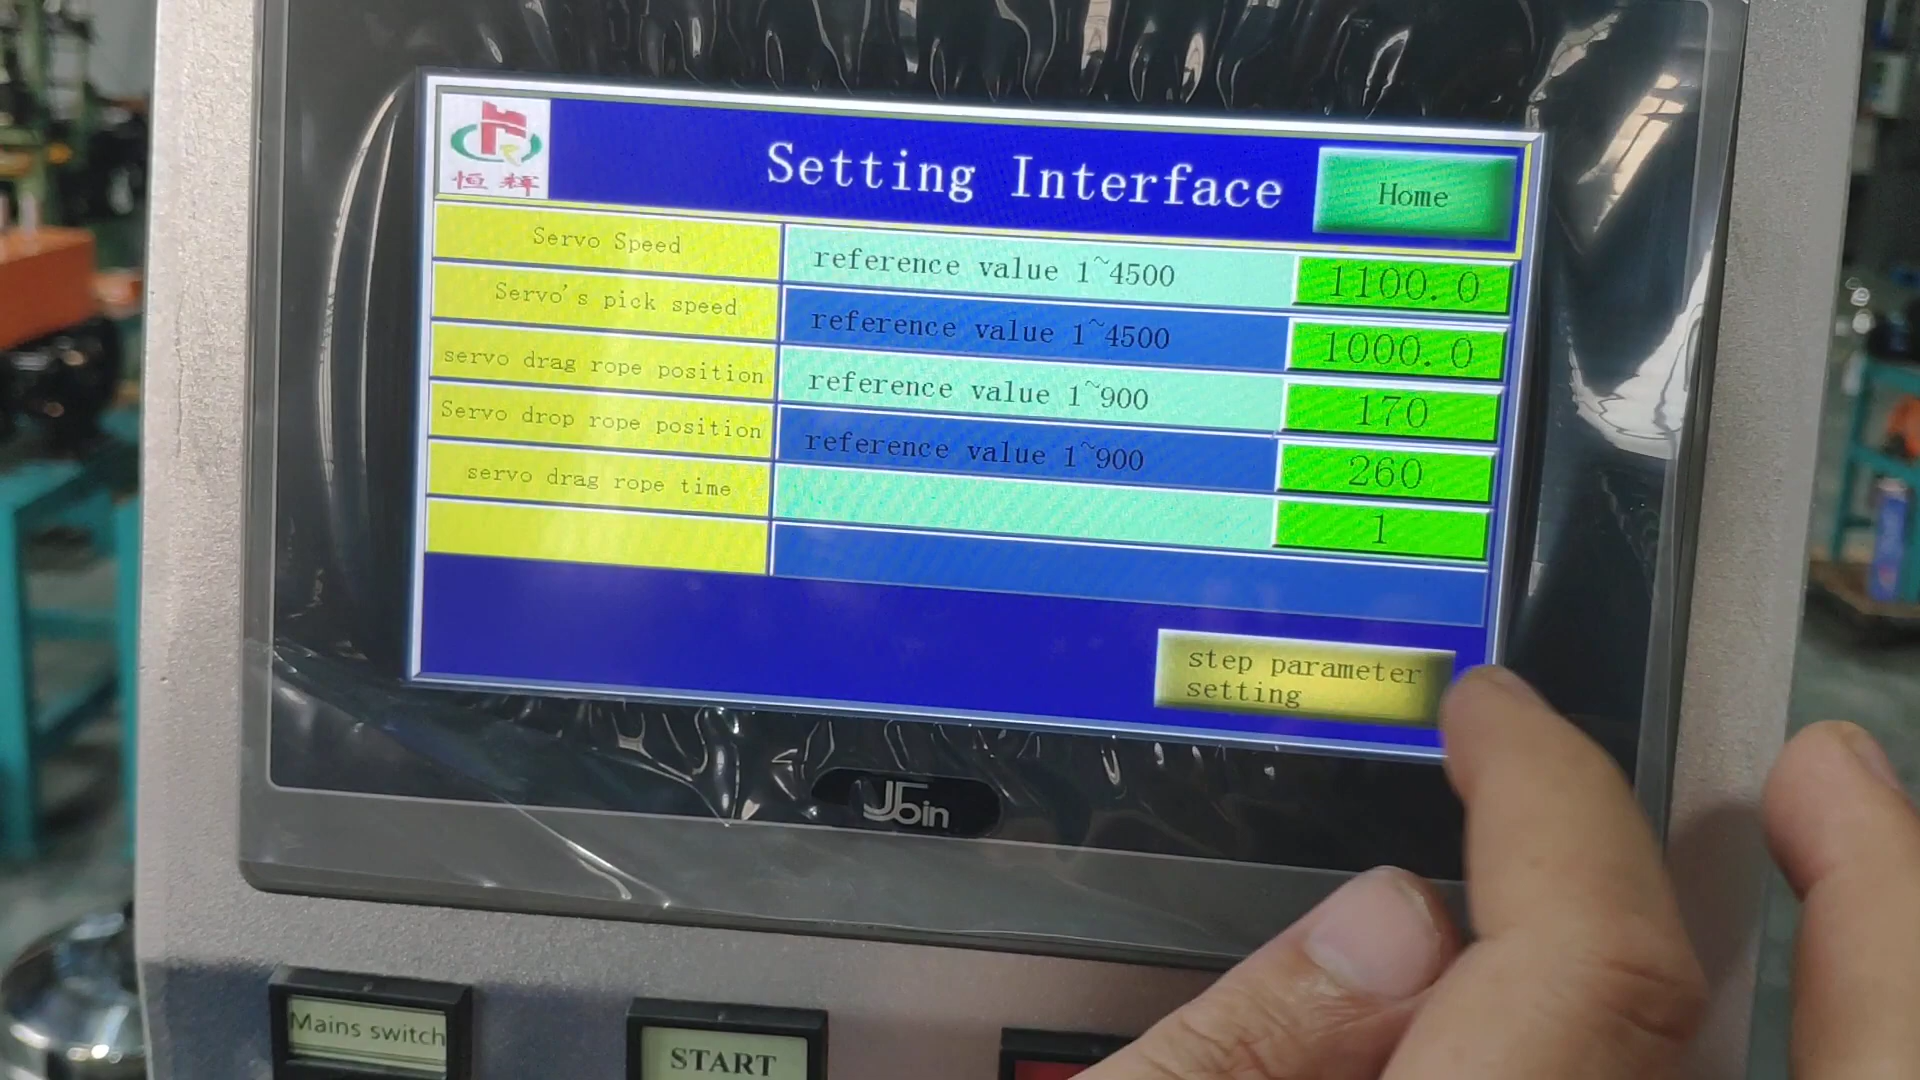 恒辉
Setting Interface
Home
Servo Speed
reference value 1~4500
1100.0
Servo's pick speed
reference value 1~4500
1000.0
servo drag rope position
reference value 1~900
170
Servo drop rope position
reference value 1~900
260
servo drag rope time
1
step parameter
setting
J5in
Mains switch
START